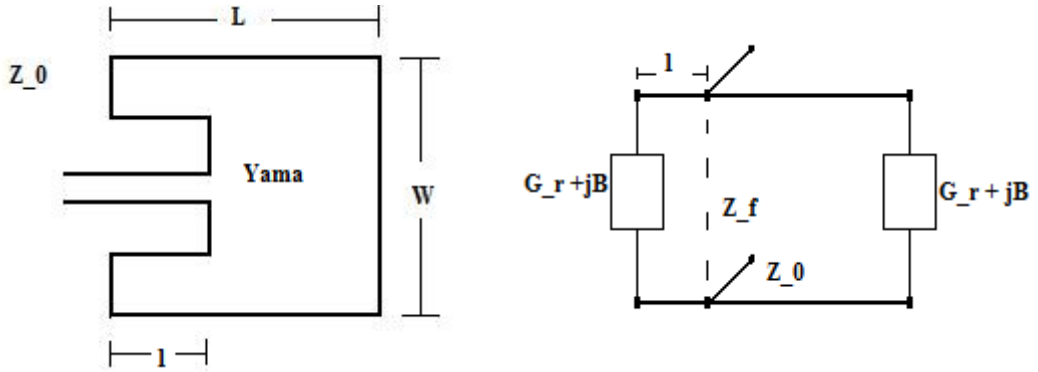 L
Z_0
Yama
W
l
l
G_r +jB
Z_f
G_r + jB
Z_0